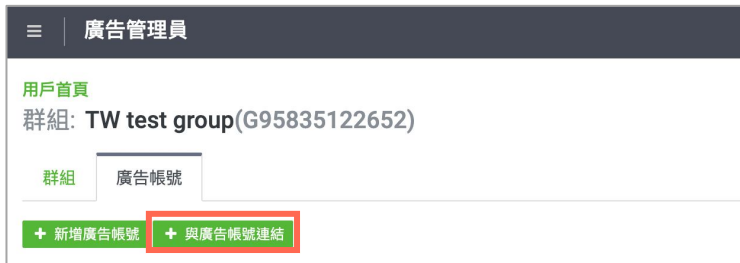 廣告管理員
用戶首頁
群組: TW test group(G95835122652)
群組 廣告帳號
+ 新增廣告帳號 + 與廣告帳號連結